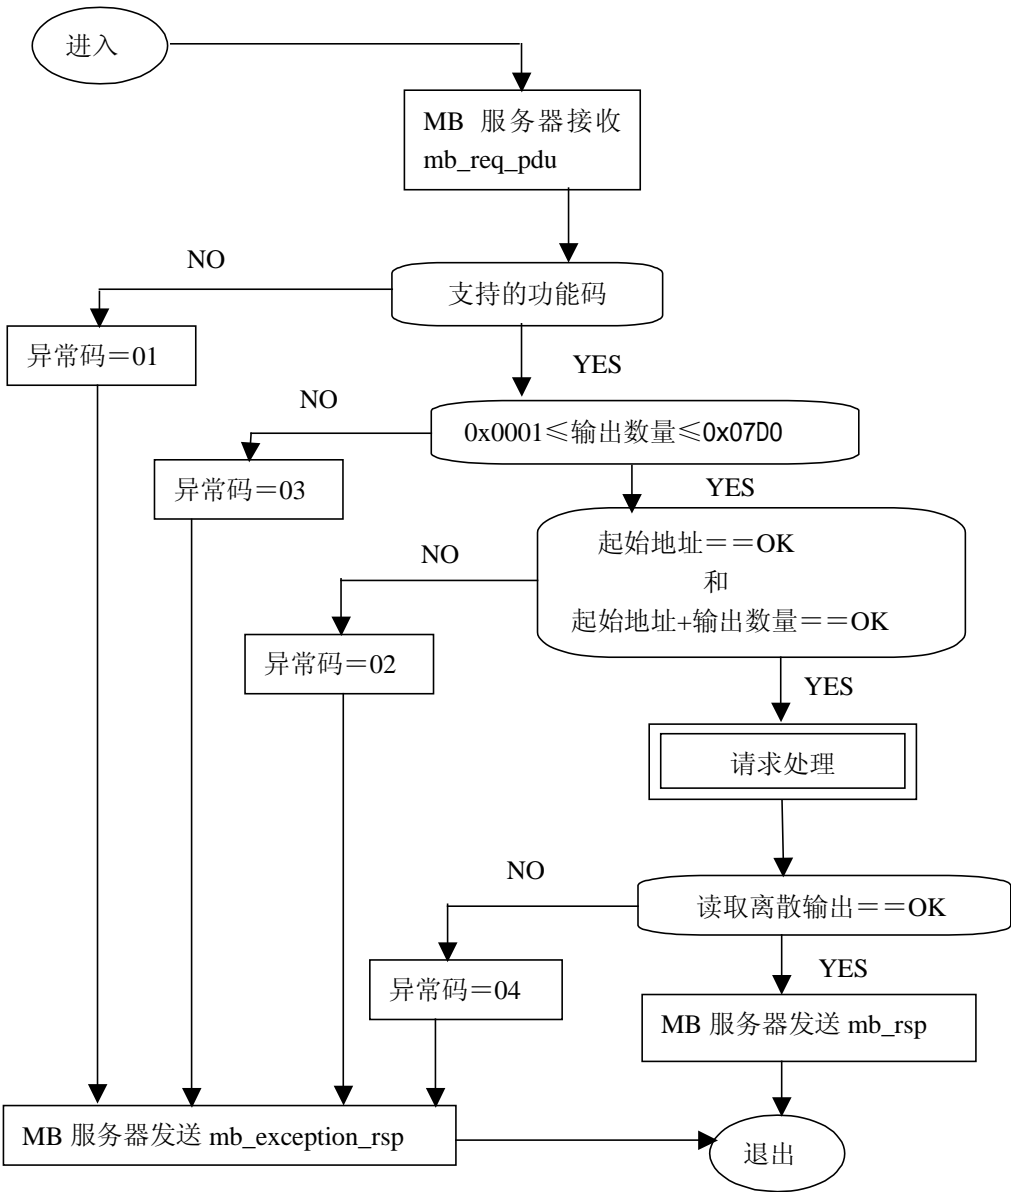 进入
MB 服务器接收
mb_req_pdu
NO
支持的功能码
异常码＝01
YES
NO
0x0001≤输出数量≤0x07D0
异常码＝03
YES
起始地址＝＝OK
NO
和
起始地址+输出数量＝＝OK
异常码＝02
YES
请求处理
NO
读取离散输出＝＝OK
YES
异常码＝04
MB 服务器发送 mb_rsp
MB 服务器发送 mb_exception_rsp
退出